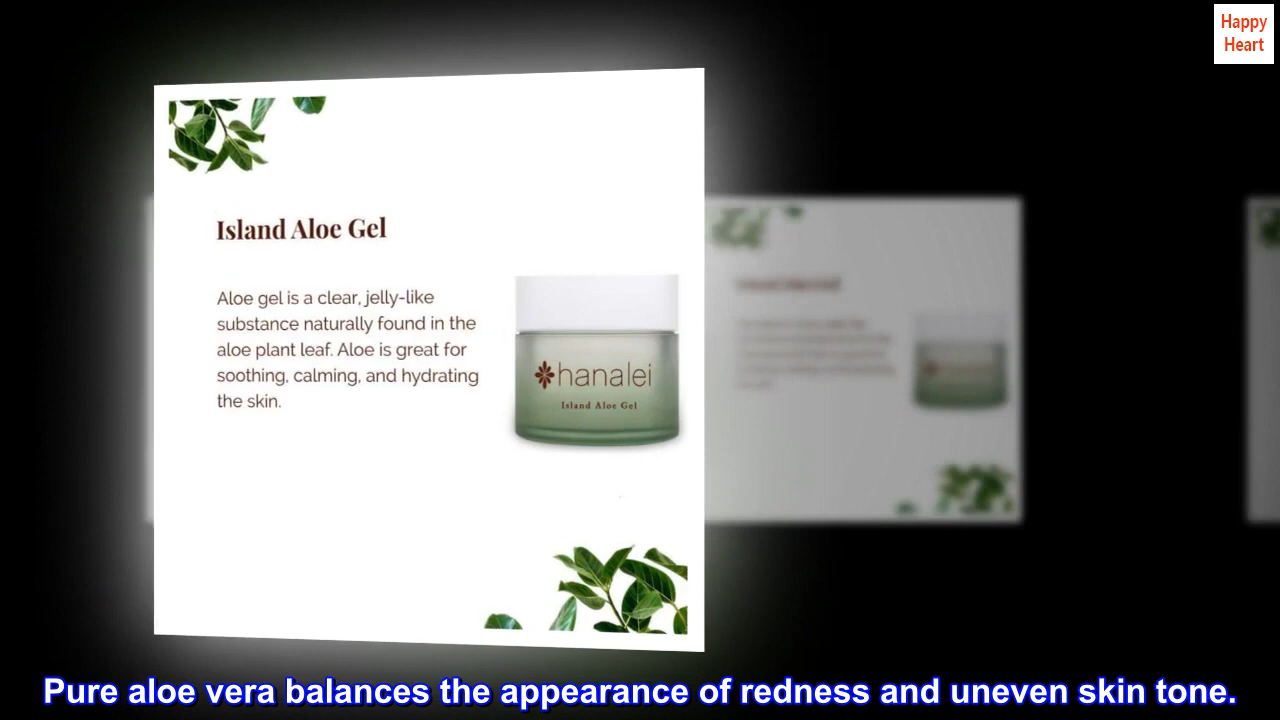 Happy
Heart
Island Aloe Gel
Aloe gel is a clear, jelly-like
substance naturally found in the
aloe plant leaf. Aloe is great for
soothing, calming, and hydrating
the skin.
hanalei
Island Aloe Gel
Pure aloe vera balances the appearance of redness and uneven skin tone.